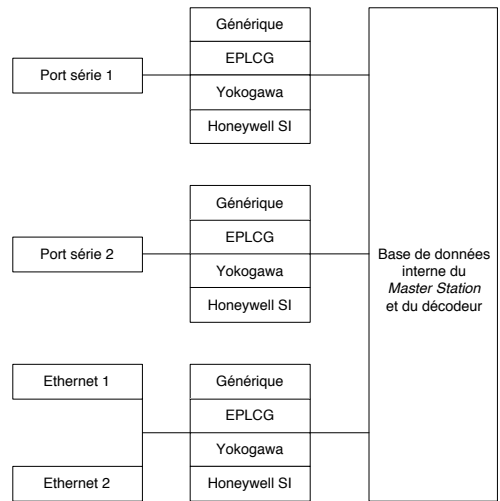 Générique
EPLCG
Yokogawa
Honeywell SI
Port série 1
Générique
EPLCG
Yokogawa
Honeywell SI
Port série 2
Base de données
interne du
Master Station
et du décodeur
Ethernet 1
Générique
EPLCG
Yokogawa
Honeywell SI
Ethernet 2